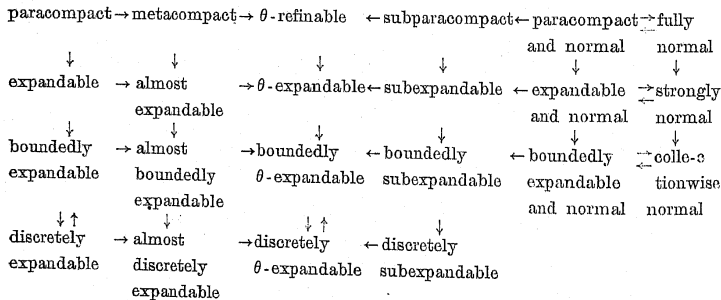 paracompact→metacompact→θ-refinable ←subparacompact←paracompact⇄fully
and normal normal
↓ ↓ ↓ ↓ ↓
expandable → almost →θ-expandable←subexpandable ← expandable ⇄strongly
expandable and normal normal
↓ ↓ ↓ ↓ ↓ ↓
boundedly → almost →boundedly ← boundedly ← boundedly ⇄ colle-c
expandable boundedly θ-expandable subexpandable expandable tionwise
expandable and normal normal
↓↑ ↓ ↓↑ ↓
discretely → almost →discretely ← discretely
expandable discretely θ-expandable subexpandable
expandable